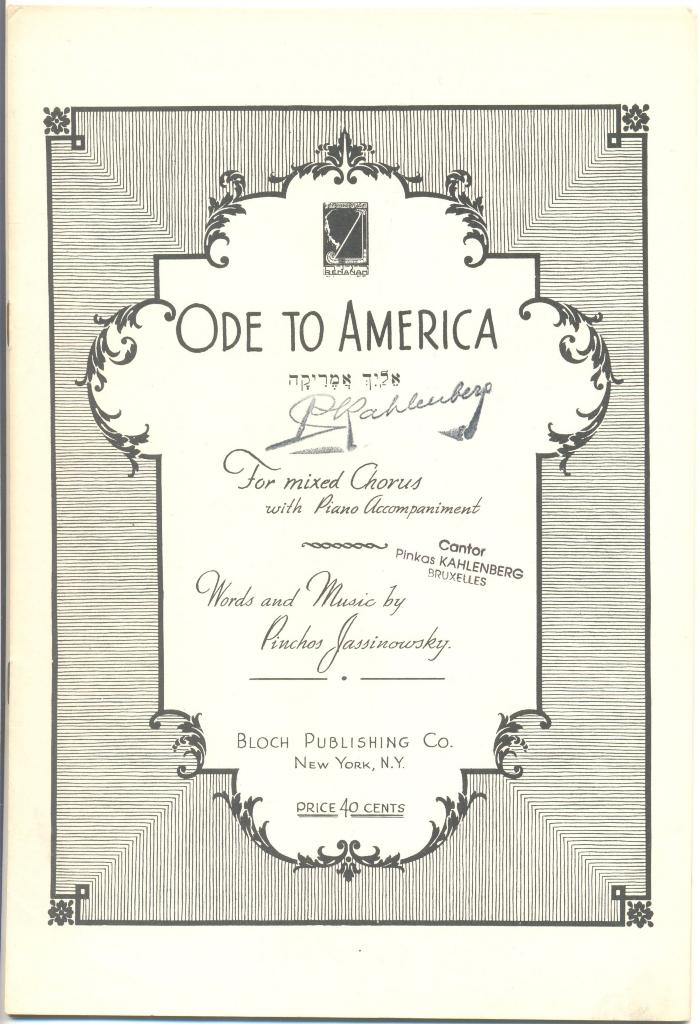 RENANAH
ODE TO AMERICA
אֵלַיִךְ אֲמֶרִיקָה
PKahlenberg
For mixed Chorus
with Piano Accompaniment
Cantor
Pinkas KAHLENBERG
BRUXELLES
Words and Music by
Pinchos Jassinowsky.
BLOCH PUBLISHING CO.
NEW YORK, N.Y.
PRICE 40 CENTS